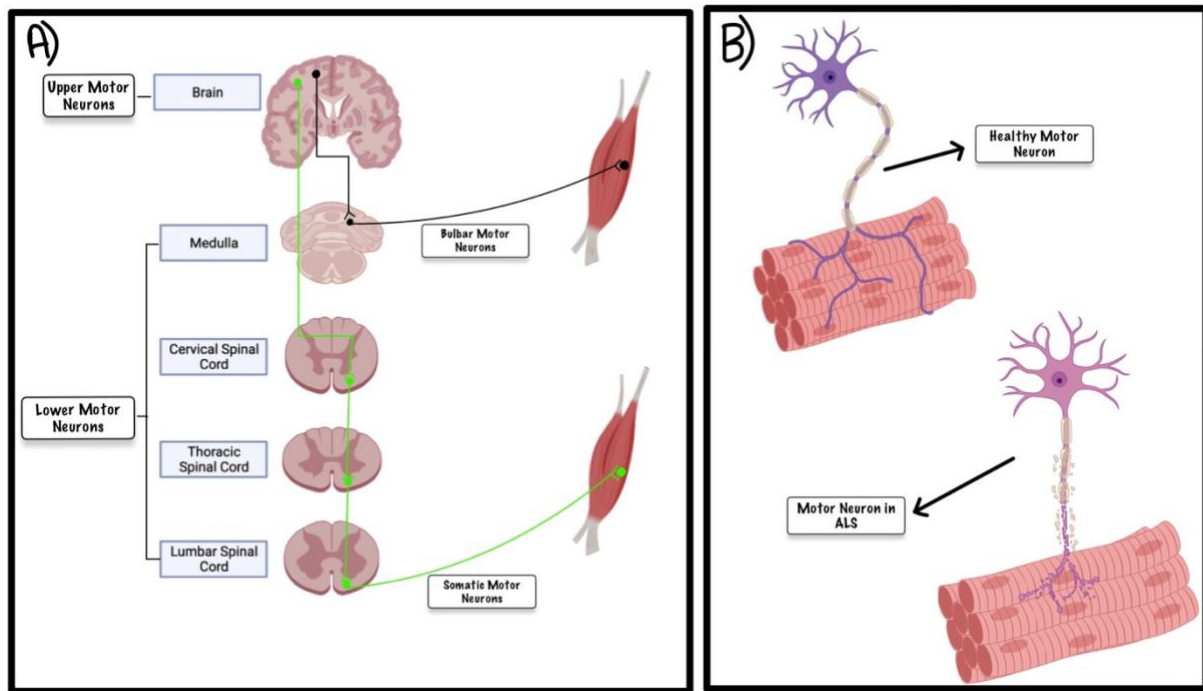 A)
Upper Motor
Neurons
Brain
Medulla
Bulbar Motor
Neurons
Cervical Spinal
Cord
Lower Motor
Neurons
Thoracic
Spinal Cord
Lumbar Spinal
Cord
Somatic Motor
Neurons
B)
Healthy Motor
Neuron
Motor Neuron in
ALS